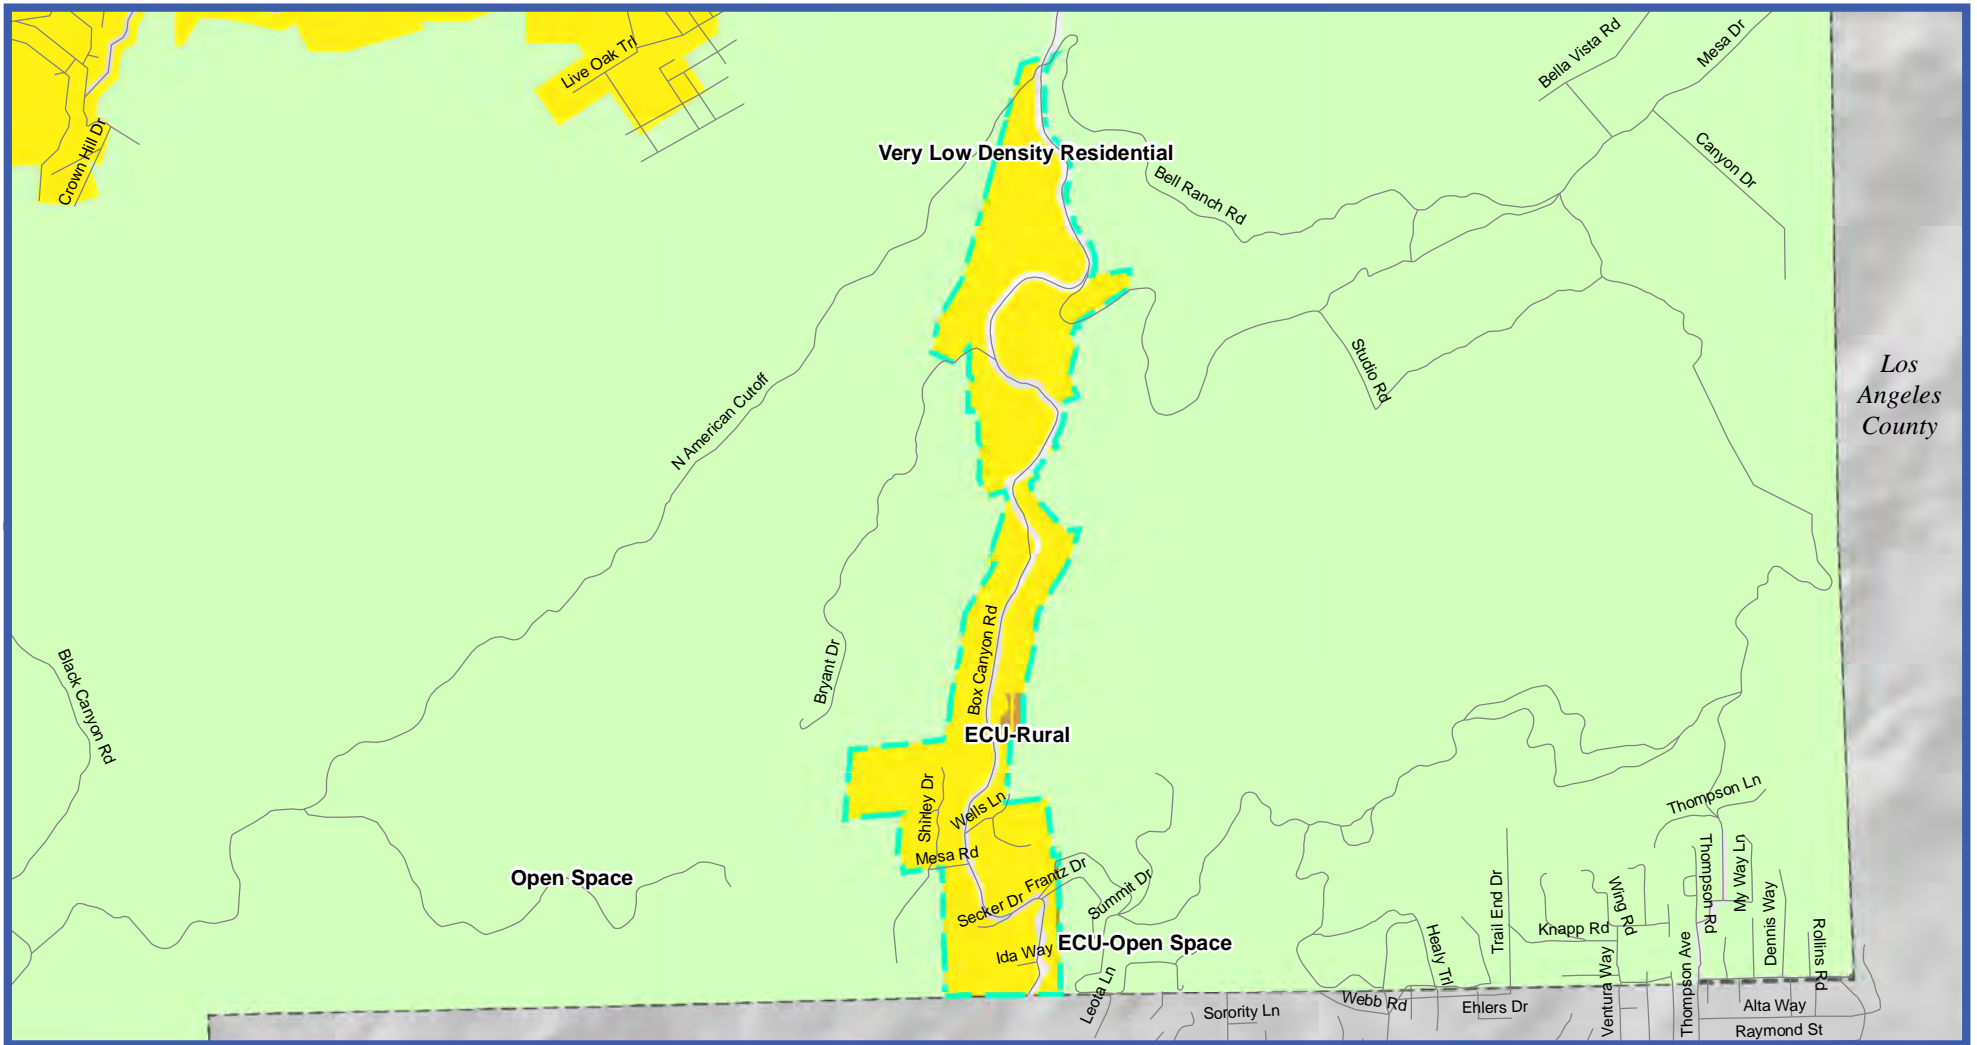 Bella Vista Rd
Mesa Dr
Live Oak Trl
Crown Hill Dr
Very Low Density Residential
Canyon Dr
Bell Ranch Rd
Los
Angeles
County
Studio Rd
N American Cutoff
Box Canyon Rd
Bryant Dr
Black Canyon Rd
ECU-Rural
Shirley Dr
Wells Ln
Thompson Ln
Mesa Rd
Open Space
Frantz Dr
Summit Dr
Secker Dr
Thompson Rd
My Way Ln
Trail End Dr
Wing Rd
Dennis Way
Knapp Rd
ECU-Open Space
Ida Way
Healy Trl
Rollins Rd
Leota Ln
Ventura Way
Thompson Ave
Webb Rd
Sorority Ln
Ehlers Dr
Alta Way
Raymond St